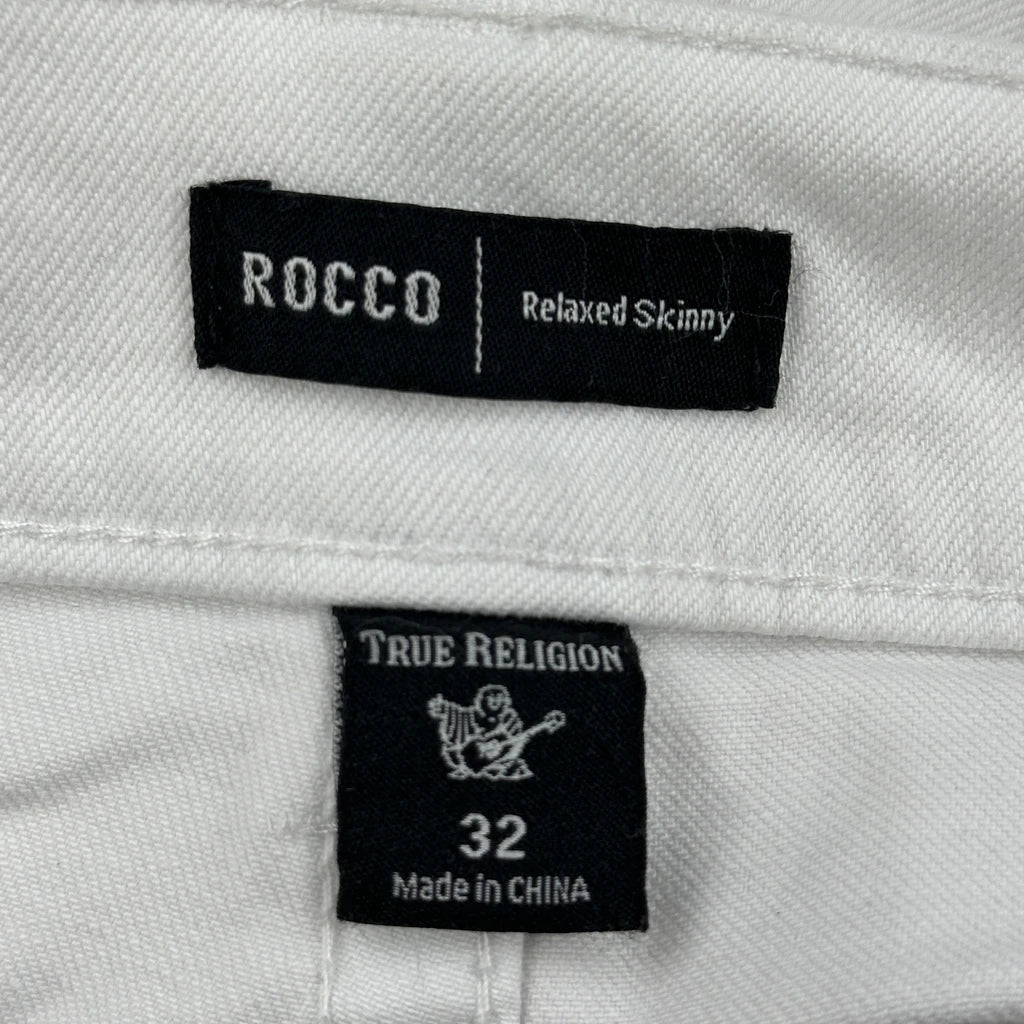 ROCCO | Relaxed Skinny
TRUE RELIGION
32
Made in CHINA